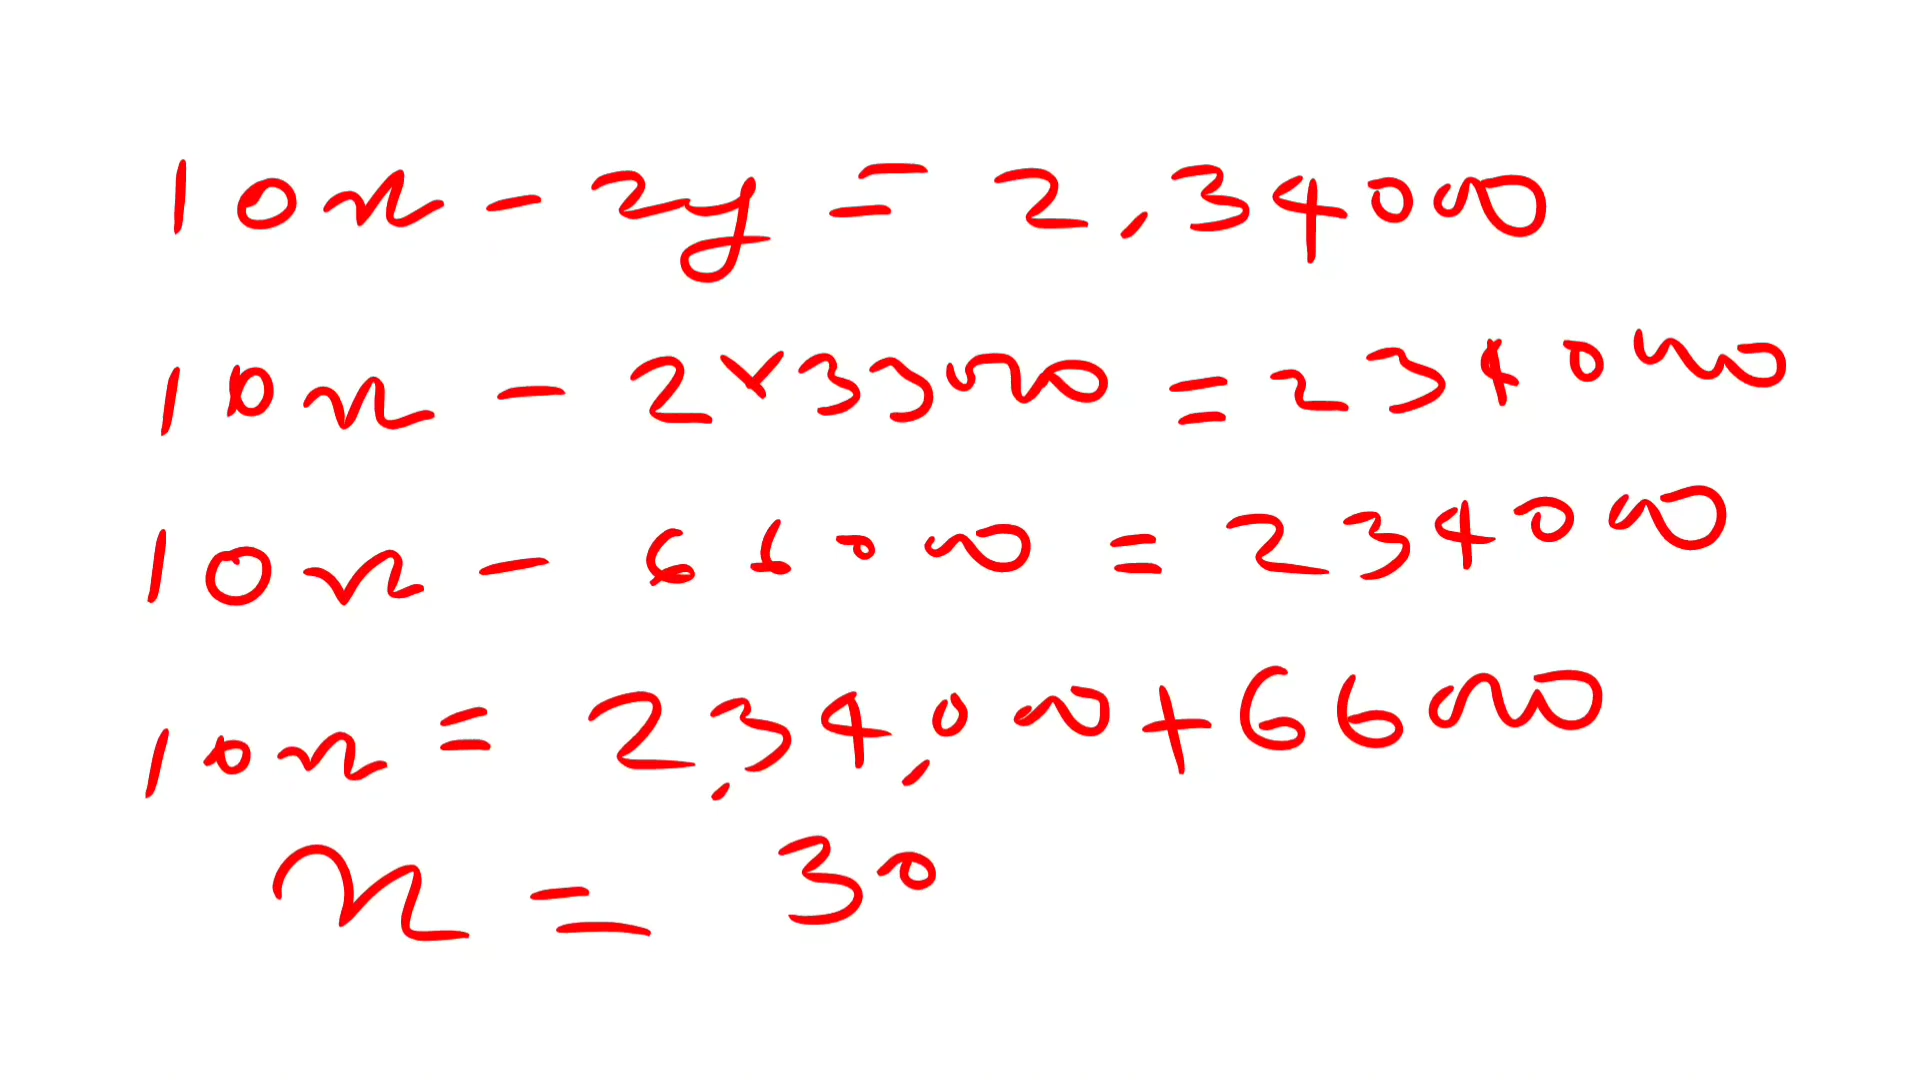 10x - 2y = 2,34000
10x - 2×33000 = 234000
10x - 66000 = 234000
10x = 2,34,000+66000
x = 30